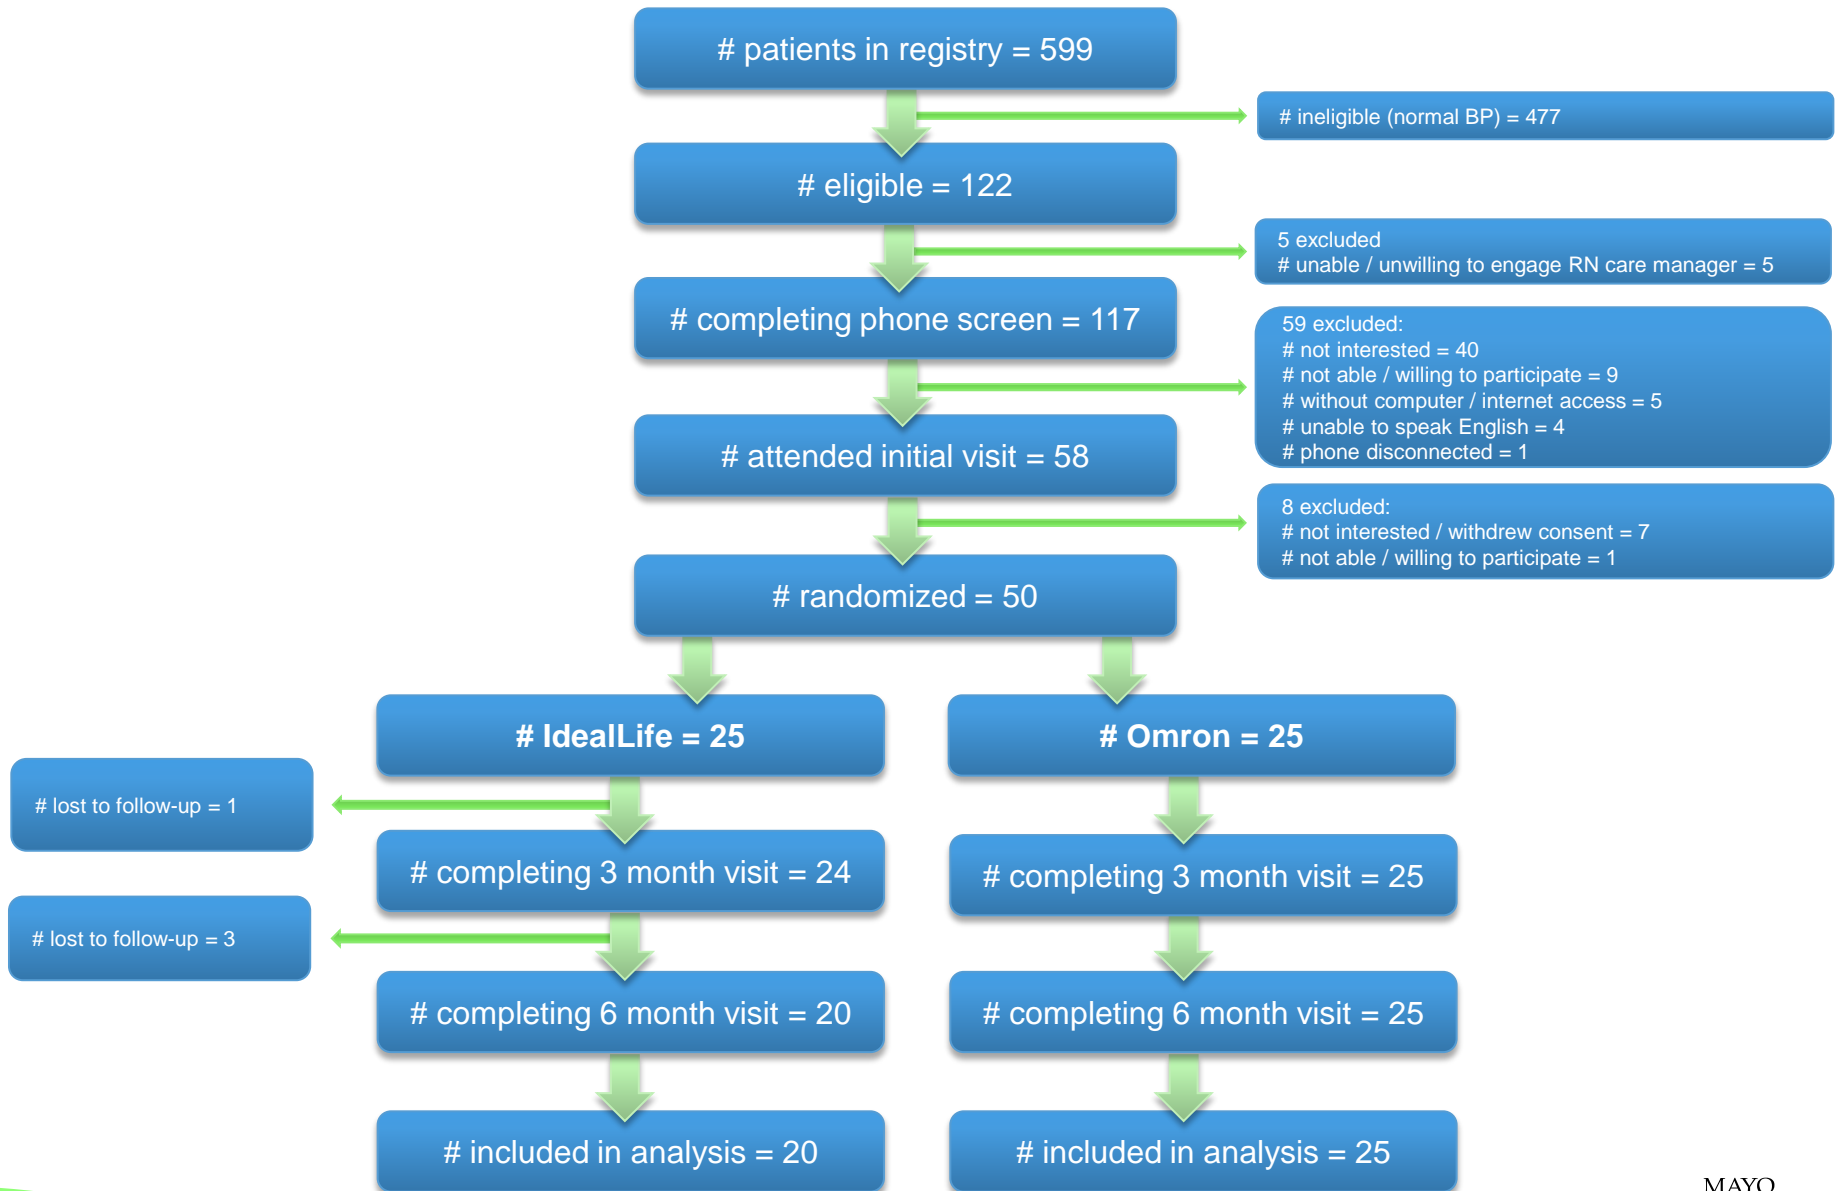 # patients in registry = 599
# ineligible (normal BP) = 477
# eligible = 122
5 excluded
# unable / unwilling to engage RN care manager = 5
# completing phone screen = 117
59 excluded:
# not interested = 40
# not able / willing to participate = 9
# without computer / internet access = 5
# unable to speak English = 4
# phone disconnected = 1
# attended initial visit = 58
8 excluded:
# not interested / withdrew consent = 7
# not able / willing to participate = 1
# randomized = 50
# IdealLife = 25
# Omron = 25
# lost to follow-up = 1
# completing 3 month visit = 24
# completing 3 month visit = 25
# lost to follow-up = 3
# completing 6 month visit = 20
# completing 6 month visit = 25
# included in analysis = 20
# included in analysis = 25
MAYO